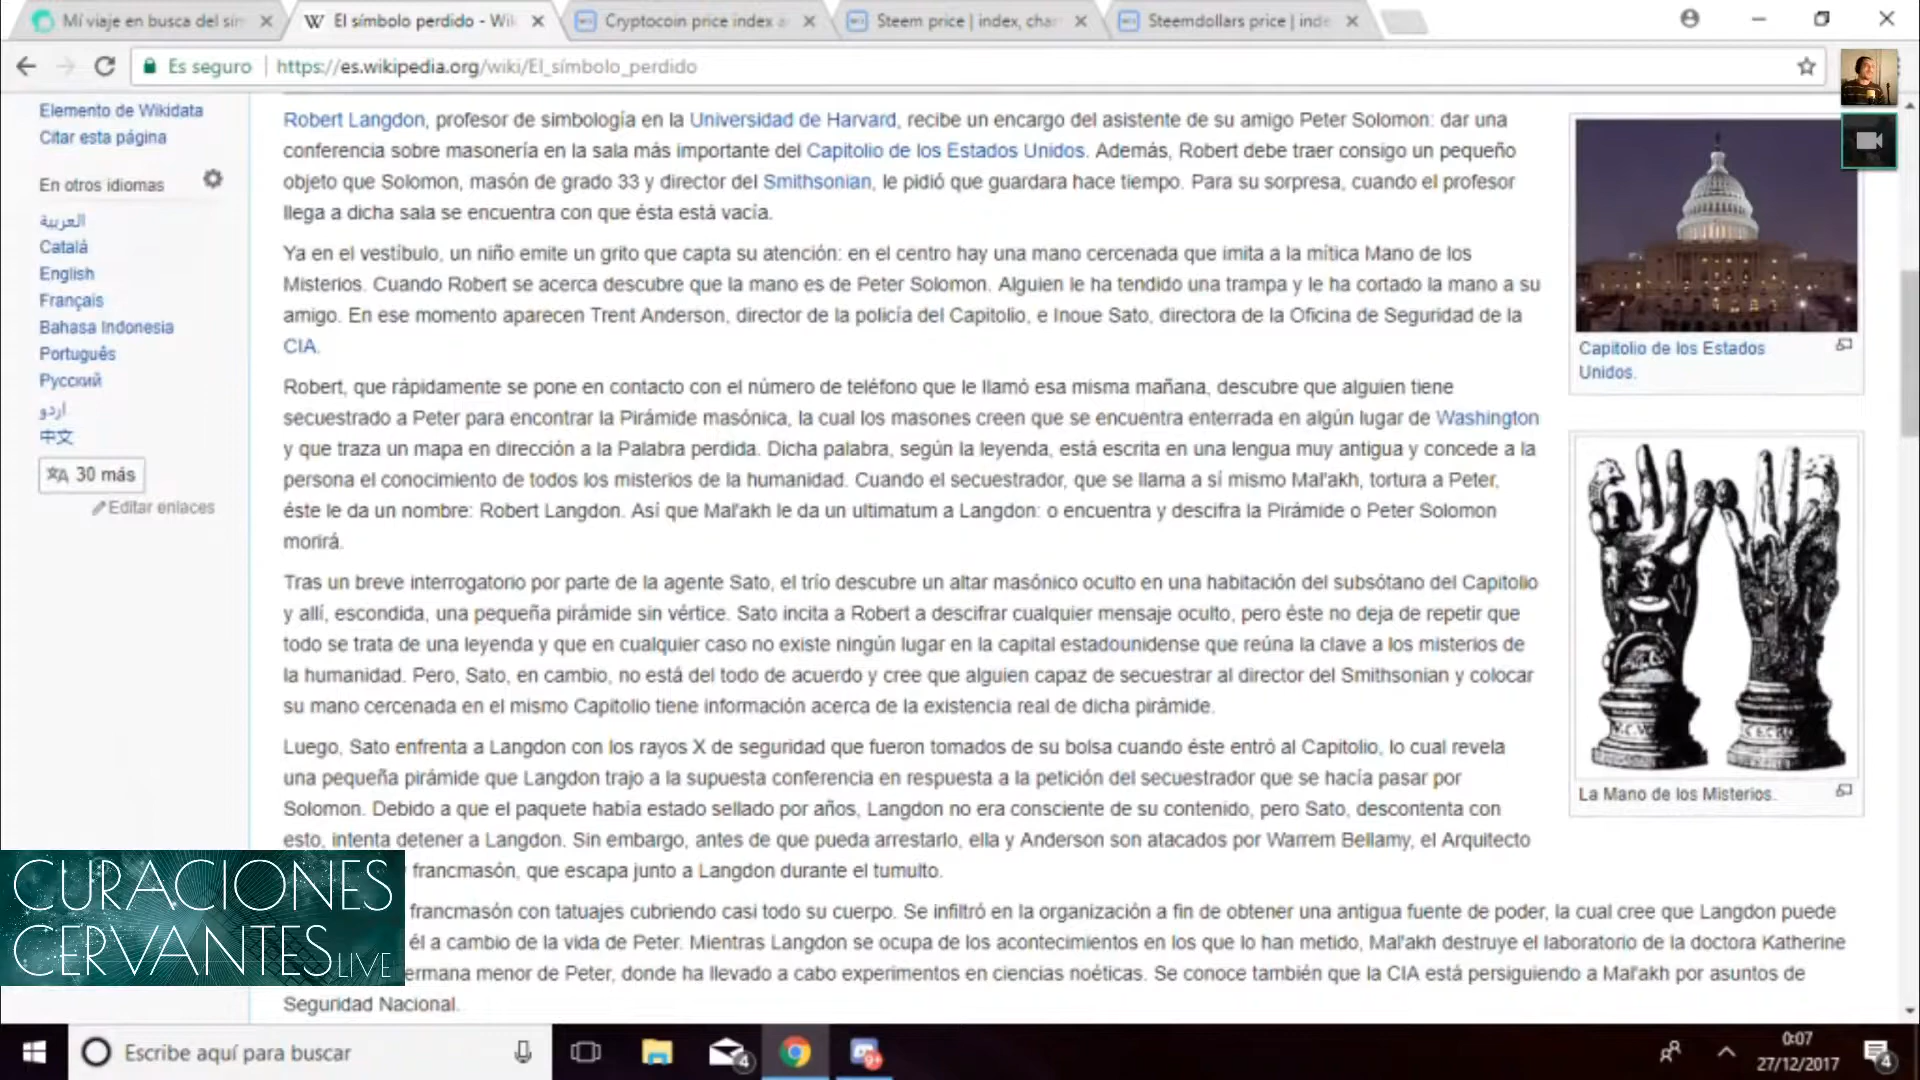 Mi viaje en busca del sím
El símbolo perdido - Wik
Cryptocoin price index a
Steem price | index, char
Steemdollars price | inde
Es seguro
https://es.wikipedia.org/wiki/El_símbolo_perdido
Elemento de Wikidata
Citar esta página
En otros idiomas
العربية
Català
English
Français
Bahasa Indonesia
Português
Русский
اردو
中文
30 más
Editar enlaces
Robert Langdon, profesor de simbología en la Universidad de Harvard, recibe un encargo del asistente de su amigo Peter Solomon: dar una
conferencia sobre masonería en la sala más importante del Capitolio de los Estados Unidos. Además, Robert debe traer consigo un pequeño
objeto que Solomon, masón de grado 33 y director del Smithsonian, le pidió que guardara hace tiempo. Para su sorpresa, cuando el profesor
llega a dicha sala se encuentra con que ésta está vacía.
Ya en el vestíbulo, un niño emite un grito que capta su atención: en el centro hay una mano cercenada que imita a la mítica Mano de los
Misterios. Cuando Robert se acerca descubre que la mano es de Peter Solomon. Alguien le ha tendido una trampa y le ha cortado la mano a su
amigo. En ese momento aparecen Trent Anderson, director de la policía del Capitolio, e Inoue Sato, directora de la Oficina de Seguridad de la
CIA.
Robert, que rápidamente se pone en contacto con el número de teléfono que le llamó esa misma mañana, descubre que alguien tiene
secuestrado a Peter para encontrar la Pirámide masónica, la cual los masones creen que se encuentra enterrada en algún lugar de Washington
y que traza un mapa en dirección a la Palabra perdida. Dicha palabra, según la leyenda, está escrita en una lengua muy antigua y concede a la
persona el conocimiento de todos los misterios de la humanidad. Cuando el secuestrador, que se llama a sí mismo Mal'akh, tortura a Peter,
éste le da un nombre: Robert Langdon. Así que Mal'akh le da un ultimatum a Langdon: o encuentra y descifra la Pirámide o Peter Solomon
morirá.
Tras un breve interrogatorio por parte de la agente Sato, el trío descubre un altar masónico oculto en una habitación del subsótano del Capitolio
y allí, escondida, una pequeña pirámide sin vértice. Sato incita a Robert a descifrar cualquier mensaje oculto, pero éste no deja de repetir que
todo se trata de una leyenda y que en cualquier caso no existe ningún lugar en la capital estadounidense que reúna la clave a los misterios de
la humanidad. Pero, Sato, en cambio, no está del todo de acuerdo y cree que alguien capaz de secuestrar al director del Smithsonian y colocar
su mano cercenada en el mismo Capitolio tiene información acerca de la existencia real de dicha pirámide.
Luego, Sato enfrenta a Langdon con los rayos X de seguridad que fueron tomados de su bolsa cuando éste entró al Capitolio, lo cual revela
una pequeña pirámide que Langdon trajo a la supuesta conferencia en respuesta a la petición del secuestrador que se hacía pasar por
Solomon. Debido a que el paquete había estado sellado por años, Langdon no era consciente de su contenido, pero Sato, descontenta con
esto, intenta detener a Langdon. Sin embargo, antes de que pueda arrestarlo, ella y Anderson son atacados por Warrem Bellamy, el Arquitecto
francmasón, que escapa junto a Langdon durante el tumulto.
francmasón con tatuajes cubriendo casi todo su cuerpo. Se infiltró en la organización a fin de obtener una antigua fuente de poder, la cual cree que Langdon puede
él a cambio de la vida de Peter. Mientras Langdon se ocupa de los acontecimientos en los que lo han metido, Mal'akh destruye el laboratorio de la doctora Katherine
ermana menor de Peter, donde ha llevado a cabo experimentos en ciencias noéticas. Se conoce también que la CIA está persiguiendo a Mal'akh por asuntos de
Seguridad Nacional.
Capitolio de los Estados
Unidos.
La Mano de los Misterios.
CURACIONES
CERVANTES LIVE
Escribe aquí para buscar
4
9+
0:07
27/12/2017
4